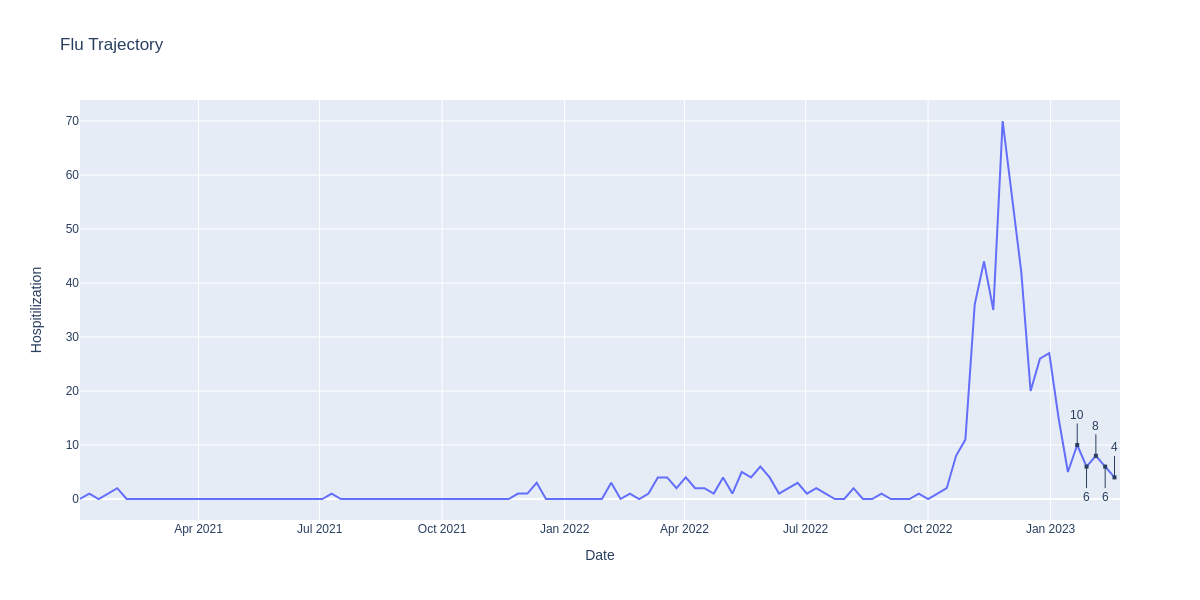 Flu Trajectory
Hospitilization
70
60
50
40
30
20
10
0
10
8
4
6
6
Apr 2021
Jul 2021
Oct 2021
Jan 2022
Apr 2022
Jul 2022
Oct 2022
Jan 2023
Date